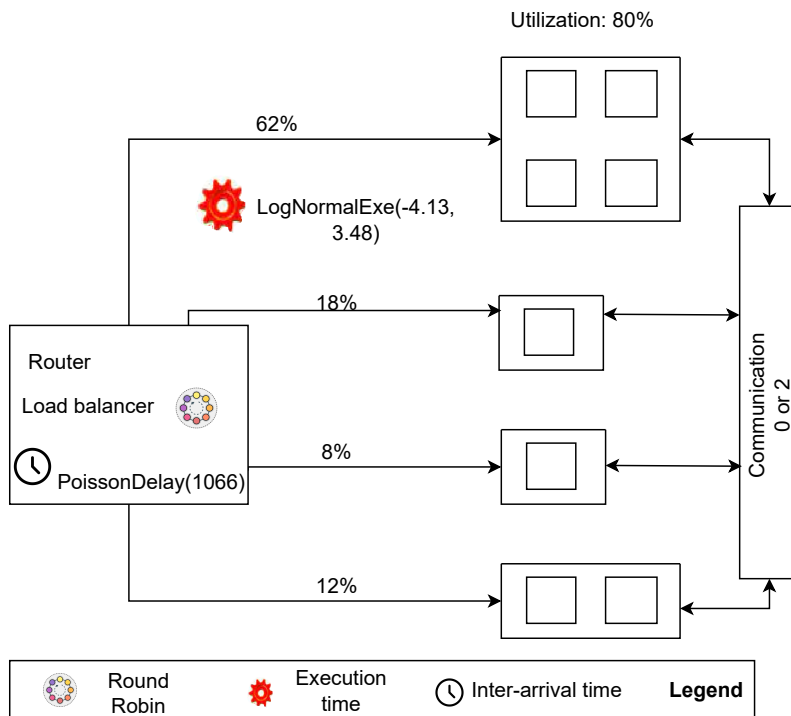 Utilization: 80%
62%
LogNormalExe(-4.13,
3.48)
18%
Router
Load balancer
PoissonDelay(1066)
8%
12%
Communication
0 or 2
Round
Robin
Execution
time
Inter-arrival time
Legend